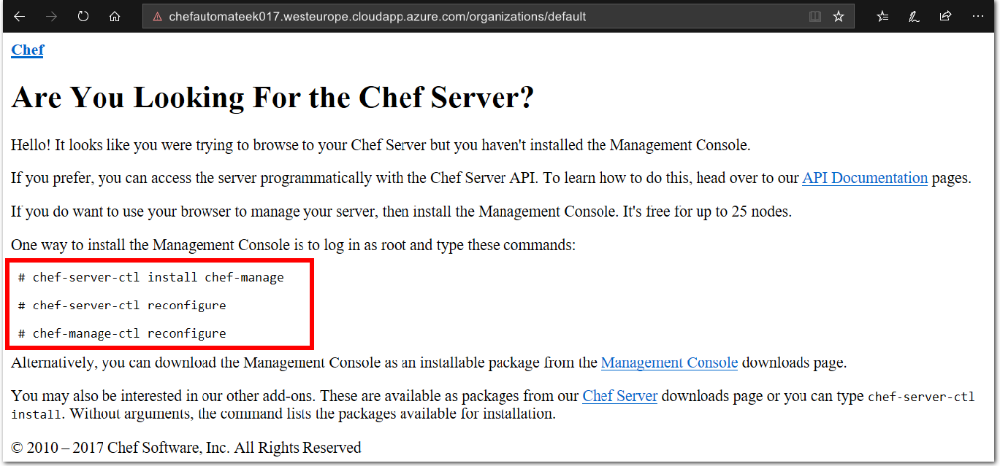 chefautomateek017.westeurope.cloudapp.azure.com/organizations/default
Chef
Are You Looking For the Chef Server?
Hello! It looks like you were trying to browse to your Chef Server but you haven't installed the Management Console.
If you prefer, you can access the server programmatically with the Chef Server API. To learn how to do this, head over to our API Documentation pages.
If you do want to use your browser to manage your server, then install the Management Console. It's free for up to 25 nodes.
One way to install the Management Console is to log in as root and type these commands:
# chef-server-ctl install chef-manage
# chef-server-ctl reconfigure
# chef-manage-ctl reconfigure
Alternatively, you can download the Management Console as an installable package from the Management Console downloads page.
You may also be interested in our other add-ons. These are available as packages from our Chef Server downloads page or you can type chef-server-ctl
install. Without arguments, the command lists the packages available for installation.
© 2010 – 2017 Chef Software, Inc. All Rights Reserved